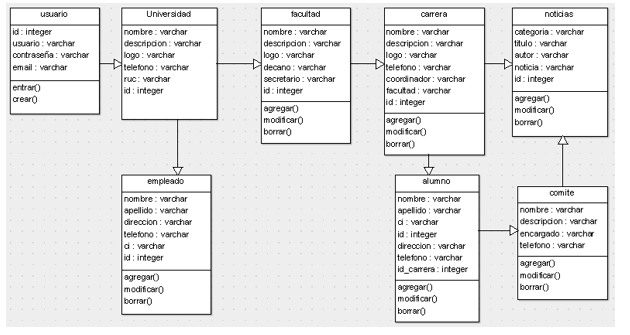 usuario
id : integer
usuario : varchar
contraseña : varchar
email : varchar
entrar()
crear()
Universidad
nombre : varchar
descripcion : varchar
logo : varchar
telefono : varchar
ruc : varchar
id : integer
facultad
nombre : varchar
descripcion : varchar
logo : varchar
decano : varchar
secretario : varchar
id : integer
agregar()
modificar()
borrar()
carrera
nombre : varchar
descripcion : varchar
logo : varchar
telefono : varchar
coordinador : varchar
facultad : varchar
id : integer
agregar()
modificar()
borrar()
noticias
categoria : varchar
titulo : varchar
autor : varchar
noticia : varchar
id : integer
agregar()
modificar()
borrar()
empleado
nombre : varchar
apellido : varchar
direccion : varchar
telefono : varchar
ci : varchar
id : integer
agregar()
modificar()
borrar()
alumno
nombre : varchar
apellido : varchar
ci : varchar
id : integer
direccion : varchar
telefono : varchar
id_carrera : integer
agregar()
modificar()
borrar()
comite
nombre : varchar
descripcion : varchar
encargado : varchar
telefono : varchar
agregar()
modificar()
borrar()